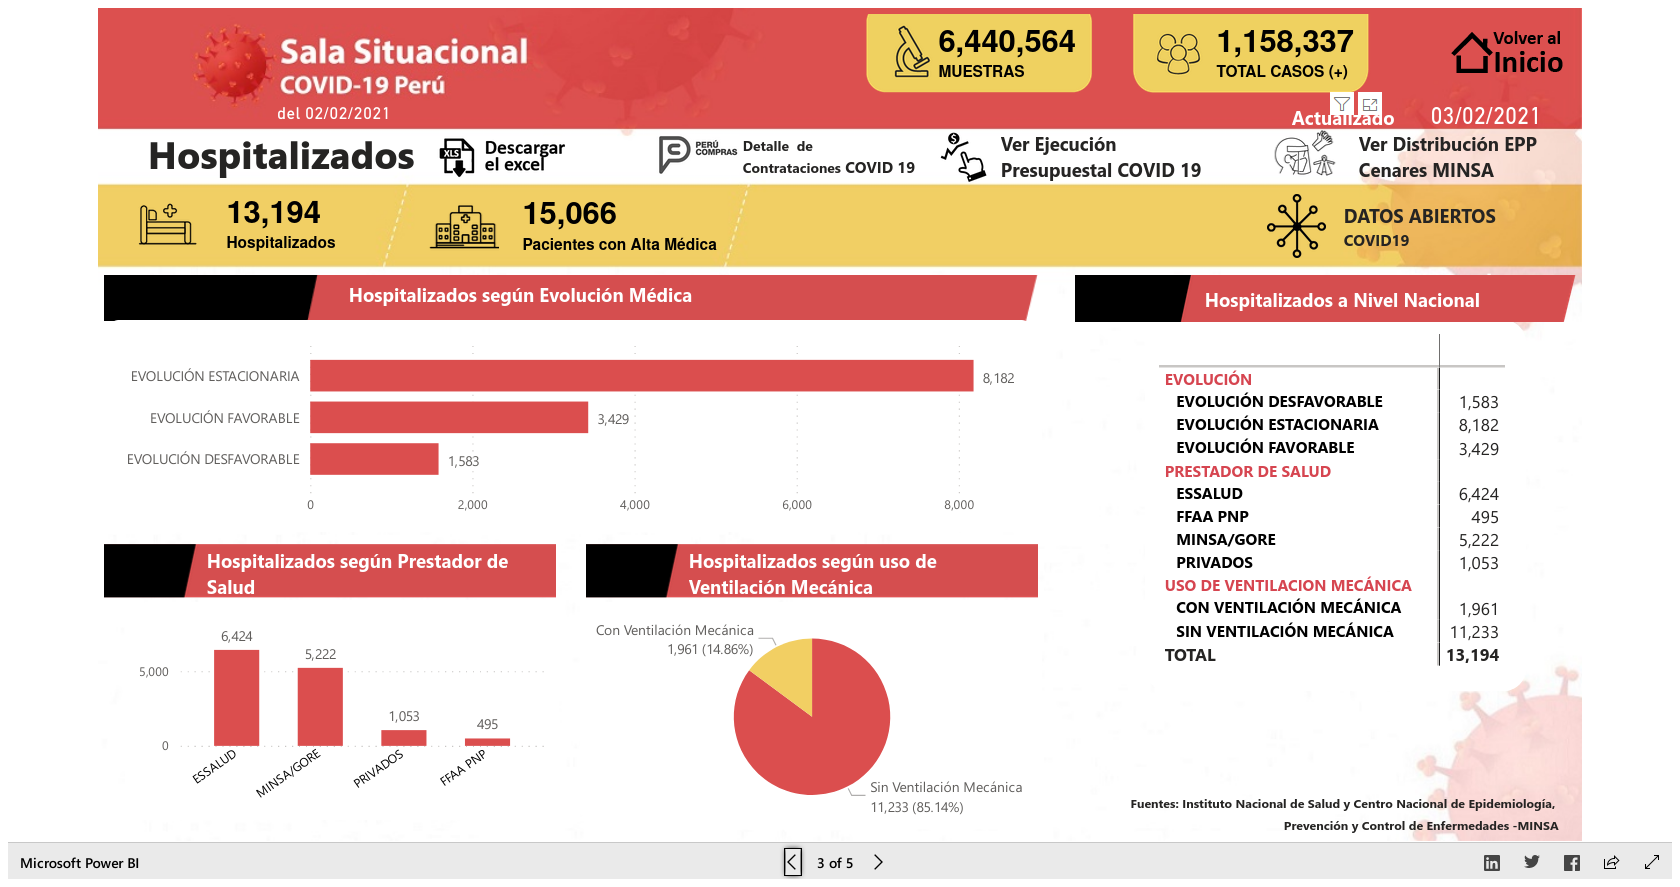 Sala Situacional
COVID-19 Perú
del 02/02/2021
6,440,564
MUESTRAS
1,158,337
TOTAL CASOS (+)
Volver al
Inicio
Actualizado
03/02/2021
Hospitalizados
XLS
Descargar
el excel
PERÚ
COMPRAS
Detalle de
Contrataciones COVID 19
$
Ver Ejecución
Presupuestal COVID 19
Ver Distribución EPP
Cenares MINSA
13,194
Hospitalizados
15,066
Pacientes con Alta Médica
DATOS ABIERTOS
COVID19
Hospitalizados según Evolución Médica
EVOLUCIÓN ESTACIONARIA
8,182
EVOLUCIÓN FAVORABLE
3,429
EVOLUCIÓN DESFAVORABLE
1,583
0 2,000 4,000 6,000 8,000
Hospitalizados según Prestador de
Salud
6,424
5,222
1,053
495
5,000
0
ESSALUD
MINSA/GORE
PRIVADOS
FFAA PNP
Hospitalizados según uso de
Ventilación Mecánica
Con Ventilación Mecánica
1,961 (14.86%)
Sin Ventilación Mecánica
11,233 (85.14%)
Hospitalizados a Nivel Nacional
EVOLUCIÓN
EVOLUCIÓN DESFAVORABLE 1,583
EVOLUCIÓN ESTACIONARIA 8,182
EVOLUCIÓN FAVORABLE 3,429
PRESTADOR DE SALUD
ESSALUD 6,424
FFAA PNP 495
MINSA/GORE 5,222
PRIVADOS 1,053
USO DE VENTILACION MECÁNICA
CON VENTILACIÓN MECÁNICA 1,961
SIN VENTILACIÓN MECÁNICA 11,233
TOTAL 13,194
Fuentes: Instituto Nacional de Salud y Centro Nacional de Epidemiología,
Prevención y Control de Enfermedades -MINSA
Microsoft Power BI
3 of 5